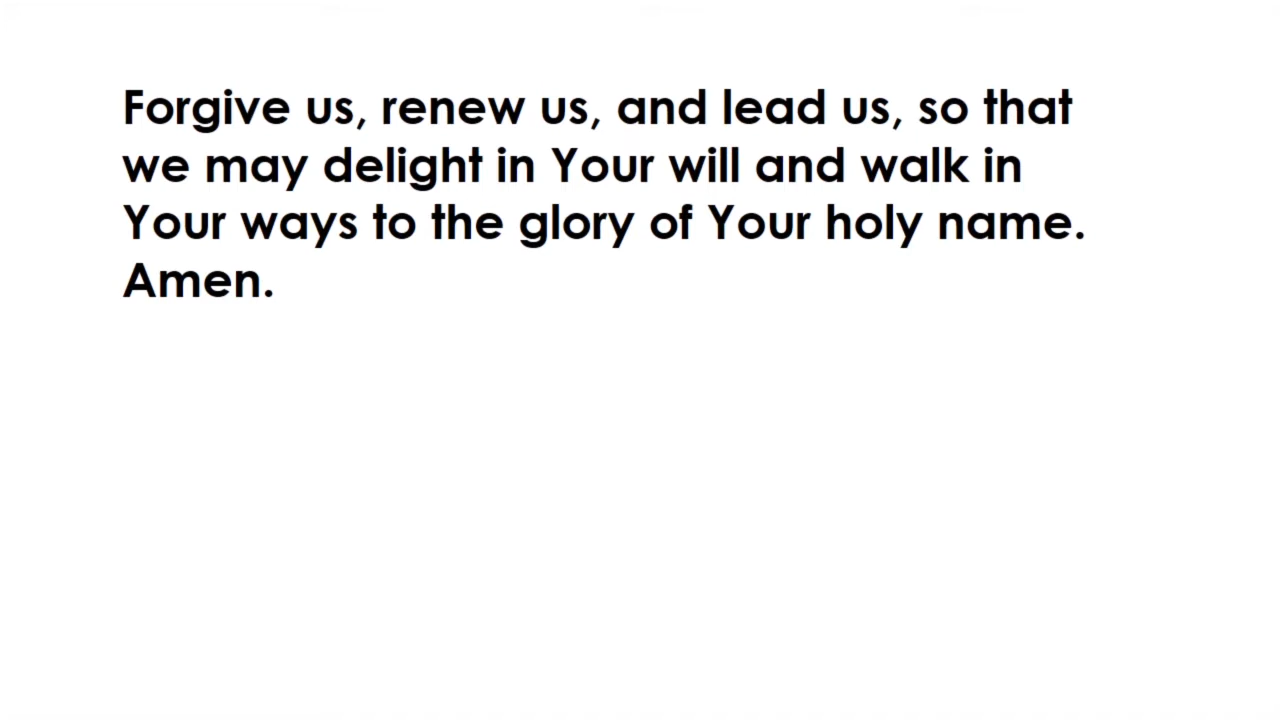 Forgive us, renew us, and lead us, so that
we may delight in Your will and walk in
Your ways to the glory of Your holy name.
Amen.